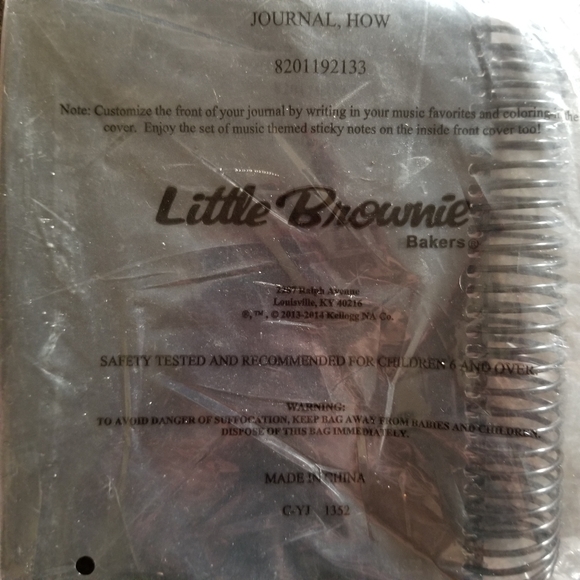 JOURNAL, HOW
8201192133
Note: Customize the front of your journal by writing in your music favorites and coloring in the
cover. Enjoy the set of music themed sticky notes on the inside front cover too!
Little Brownie
Bakers®
2287 Ralph Avenue
Louisville, KY 40216
®,™, © 2013-2014 Kellogg NA Co.
SAFETY TESTED AND RECOMMENDED FOR CHILDREN 6 AND OVER.
WARNING:
TO AVOID DANGER OF SUFFOCATION, KEEP BAG AWAY FROM BABIES AND CHILDREN.
DISPOSE OF THIS BAG IMMEDIATELY.
MADE IN CHINA
C-YJ 1352